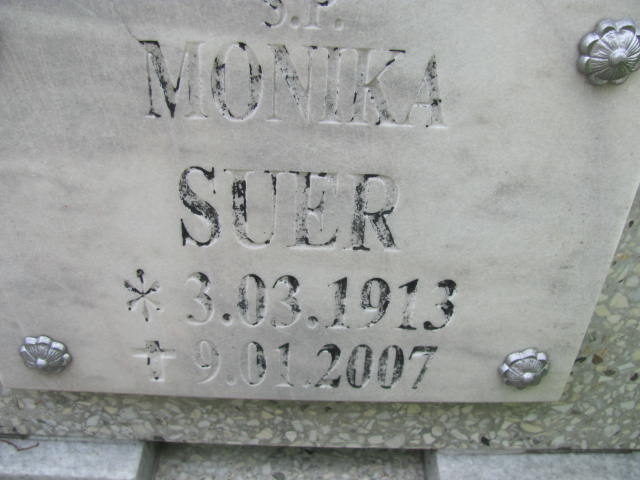 Ś.P.
MONIKA
SUER
* 3.03.1913
✝ 9.01.2007